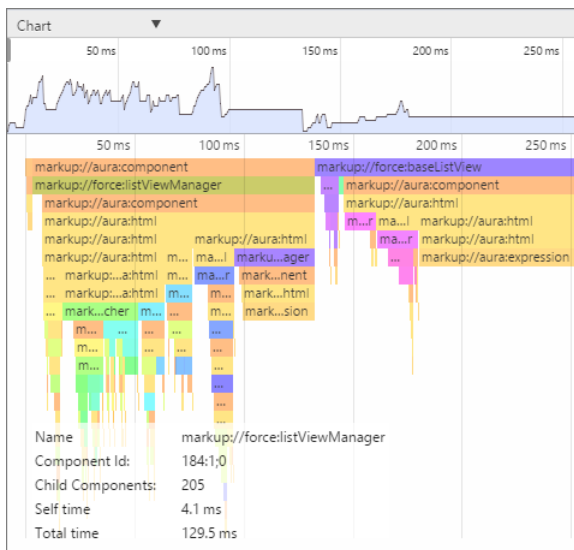 Chart ▼
50 ms 100 ms 150 ms 200 ms 250 ms
50 ms 100 ms 150 ms 200 ms 250 ms
markup://aura:component markup://force:baseListView
markup://force:listViewManager ... markup://aura:component
markup://aura:component markup://aura:html
markup://aura:html ma...r ma...l markup://aura:html
markup://aura:html markup://aura:html ma...r markup://aura:html
markup://aura:html m... ma...l marku...ager ... markup://aura:expression
... markup:...a:html m... ma...r mark...nent
... markup:...a:html m... m... mark...html
... mark...cher m... ... m... mark...sion
m... ... ... ... ...
m... ... ... ...
m... ... ... ...
...
...
...
Name markup://force:listViewManager
Component Id: 184:1;0
Child Components: 205
Self time 4.1 ms
Total time 129.5 ms